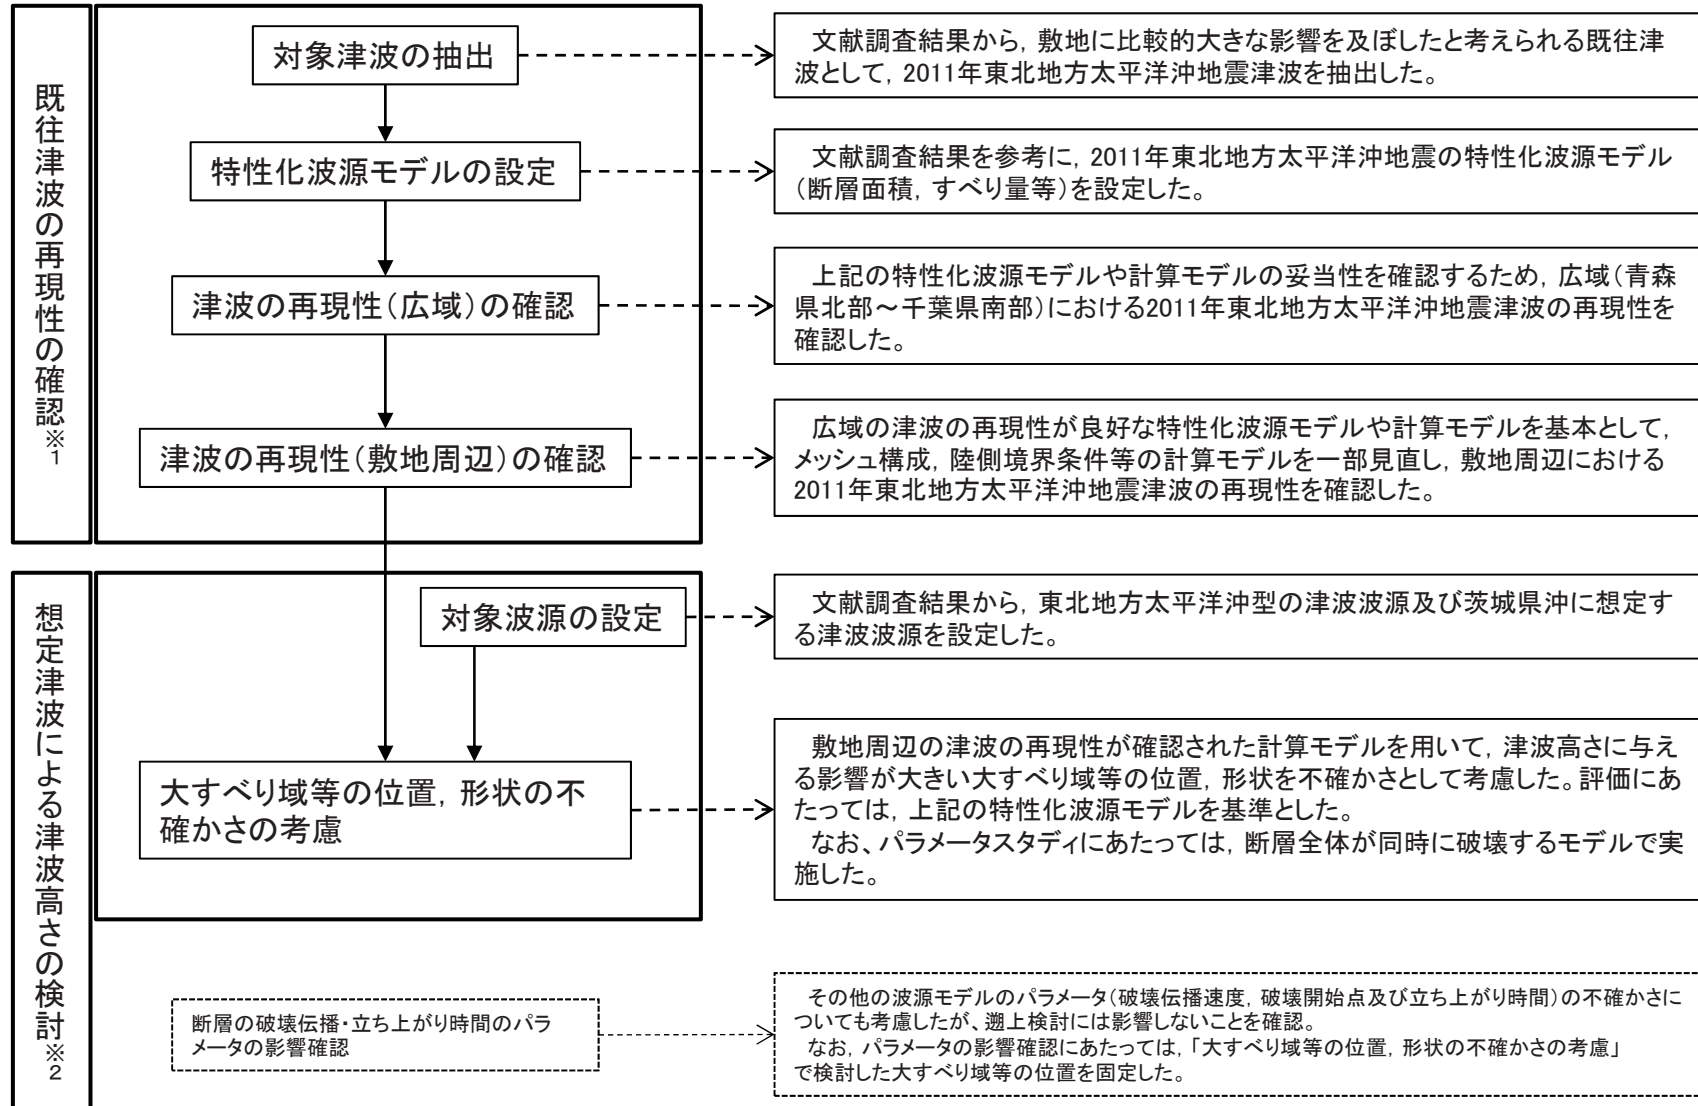 既往津波の再現性の確認※1
対象津波の抽出
文献調査結果から，敷地に比較的大きな影響を及ぼしたと考えられる既往津
波として，2011年東北地方太平洋沖地震津波を抽出した。
特性化波源モデルの設定
文献調査結果を参考に，2011年東北地方太平洋沖地震の特性化波源モデル
（断層面積，すべり量等）を設定した。
津波の再現性（広域）の確認
上記の特性化波源モデルや計算モデルの妥当性を確認するため，広域（青森
県北部～千葉県南部）における2011年東北地方太平洋沖地震津波の再現性を
確認した。
津波の再現性（敷地周辺）の確認
広域の津波の再現性が良好な特性化波源モデルや計算モデルを基本として，
メッシュ構成，陸側境界条件等の計算モデルを一部見直し，敷地周辺における
2011年東北地方太平洋沖地震津波の再現性を確認した。
想定津波による津波高さの検討※2
対象波源の設定
文献調査結果から，東北地方太平洋沖型の津波波源及び茨城県沖に想定す
る津波波源を設定した。
大すべり域等の位置，形状の不
確かさの考慮
敷地周辺の津波の再現性が確認された計算モデルを用いて，津波高さに与え
る影響が大きい大すべり域等の位置，形状を不確かさとして考慮した。評価にあ
たっては，上記の特性化波源モデルを基準とした。
なお、パラメータスタディにあたっては，断層全体が同時に破壊するモデルで実
施した。
断層の破壊伝播・立ち上がり時間のパラ
メータの影響確認
その他の波源モデルのパラメータ（破壊伝播速度，破壊開始点及び立ち上がり時間）の不確かさに
ついても考慮したが、遡上検討には影響しないことを確認。
なお，パラメータの影響確認にあたっては，「大すべり域等の位置，形状の不確かさの考慮」
で検討した大すべり域等の位置を固定した。